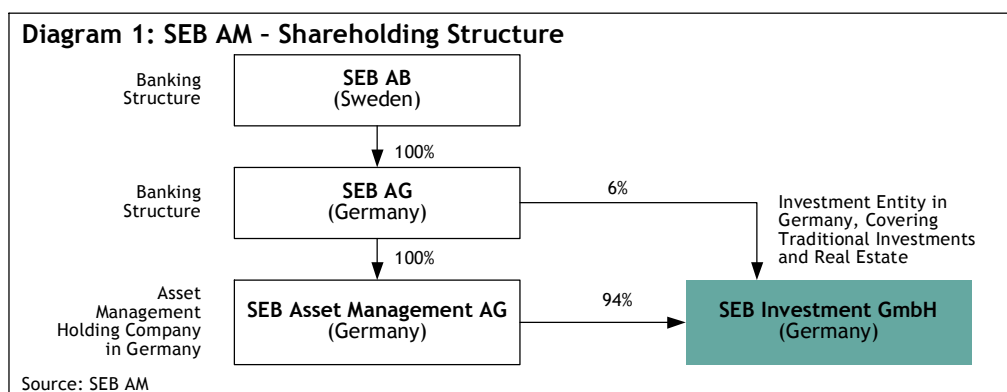 Diagram 1: SEB AM – Shareholding Structure
Banking
Structure
SEB AB
(Sweden)
100%
Banking
Structure
SEB AG
(Germany)
6%
Investment Entity in
Germany, Covering
Traditional Investments
and Real Estate
100%
Asset
Management
Holding Company
in Germany
SEB Asset Management AG
(Germany)
94%
SEB Investment GmbH
(Germany)
Source: SEB AM